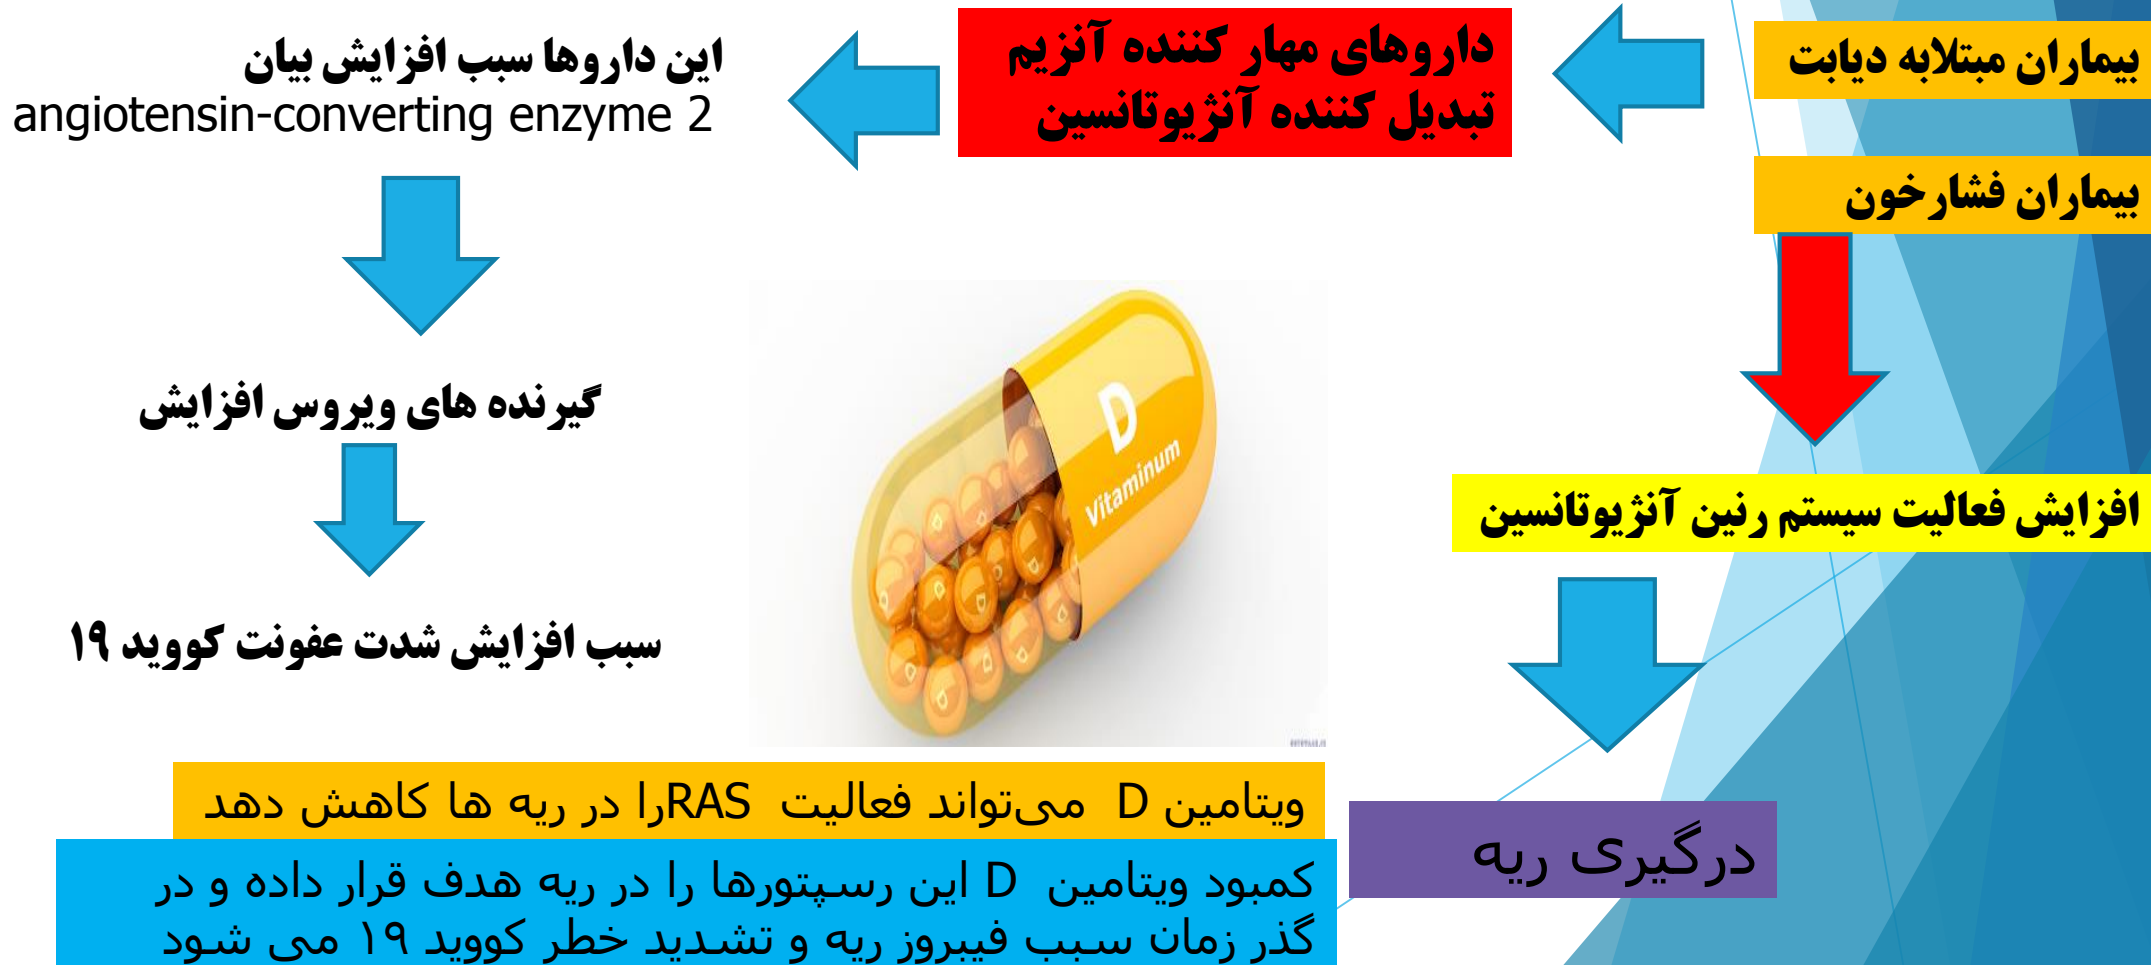 بیماران مبتلابه دیابت
بیماران فشارخون
داروهای مهار کننده آنزیم
تبدیل کننده آنژیوتانسین
این داروها سبب افزایش بیان
angiotensin-converting enzyme 2
گیرنده های ویروس افزایش
سبب افزایش شدت عفونت کووید ۱۹
افزایش فعالیت سیستم رنین آنژیوتانسین
درگیری ریه
D
Vitaminum
ویتامین D می‌تواند فعالیت RASرا در ریه ها کاهش دهد
کمبود ویتامین D این رسپتورها را در ریه هدف قرار داده و در
گذر زمان سبب فیبروز ریه و تشدید خطر کووید ۱۹ می شود